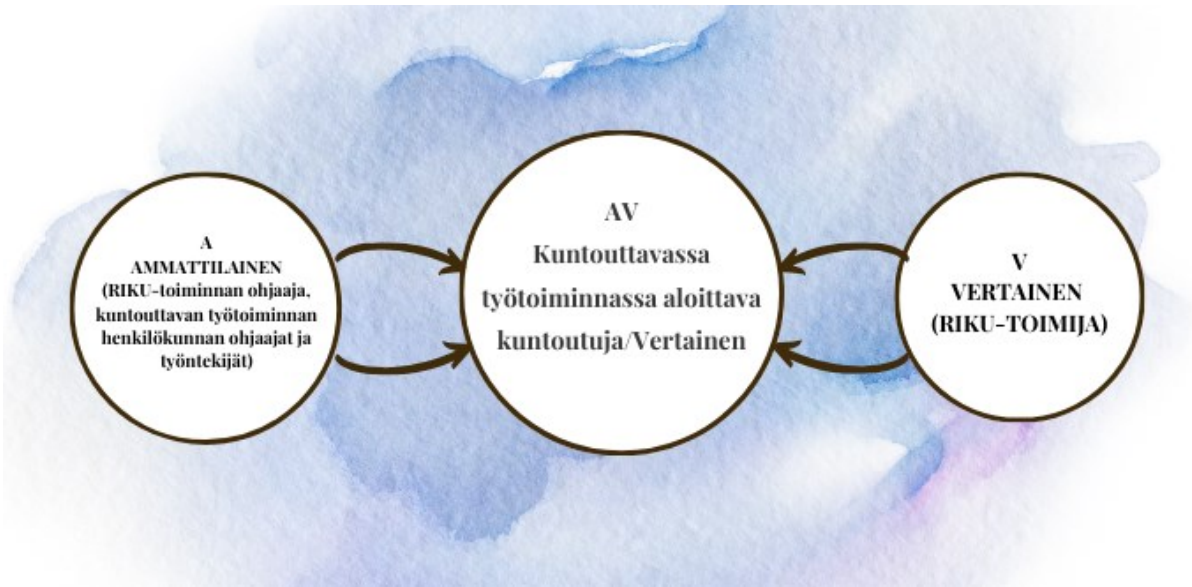 A
AMMATTILAINEN
(RIKU-toiminnan ohjaaja,
kuntouttavan työtoiminnan
henkilökunnan ohjaajat ja
työntekijät)
AV
Kuntouttavassa
työtoiminnassa aloittava
kuntoutuja/Vertainen
V
VERTAINEN
(RIKU-TOIMIJA)